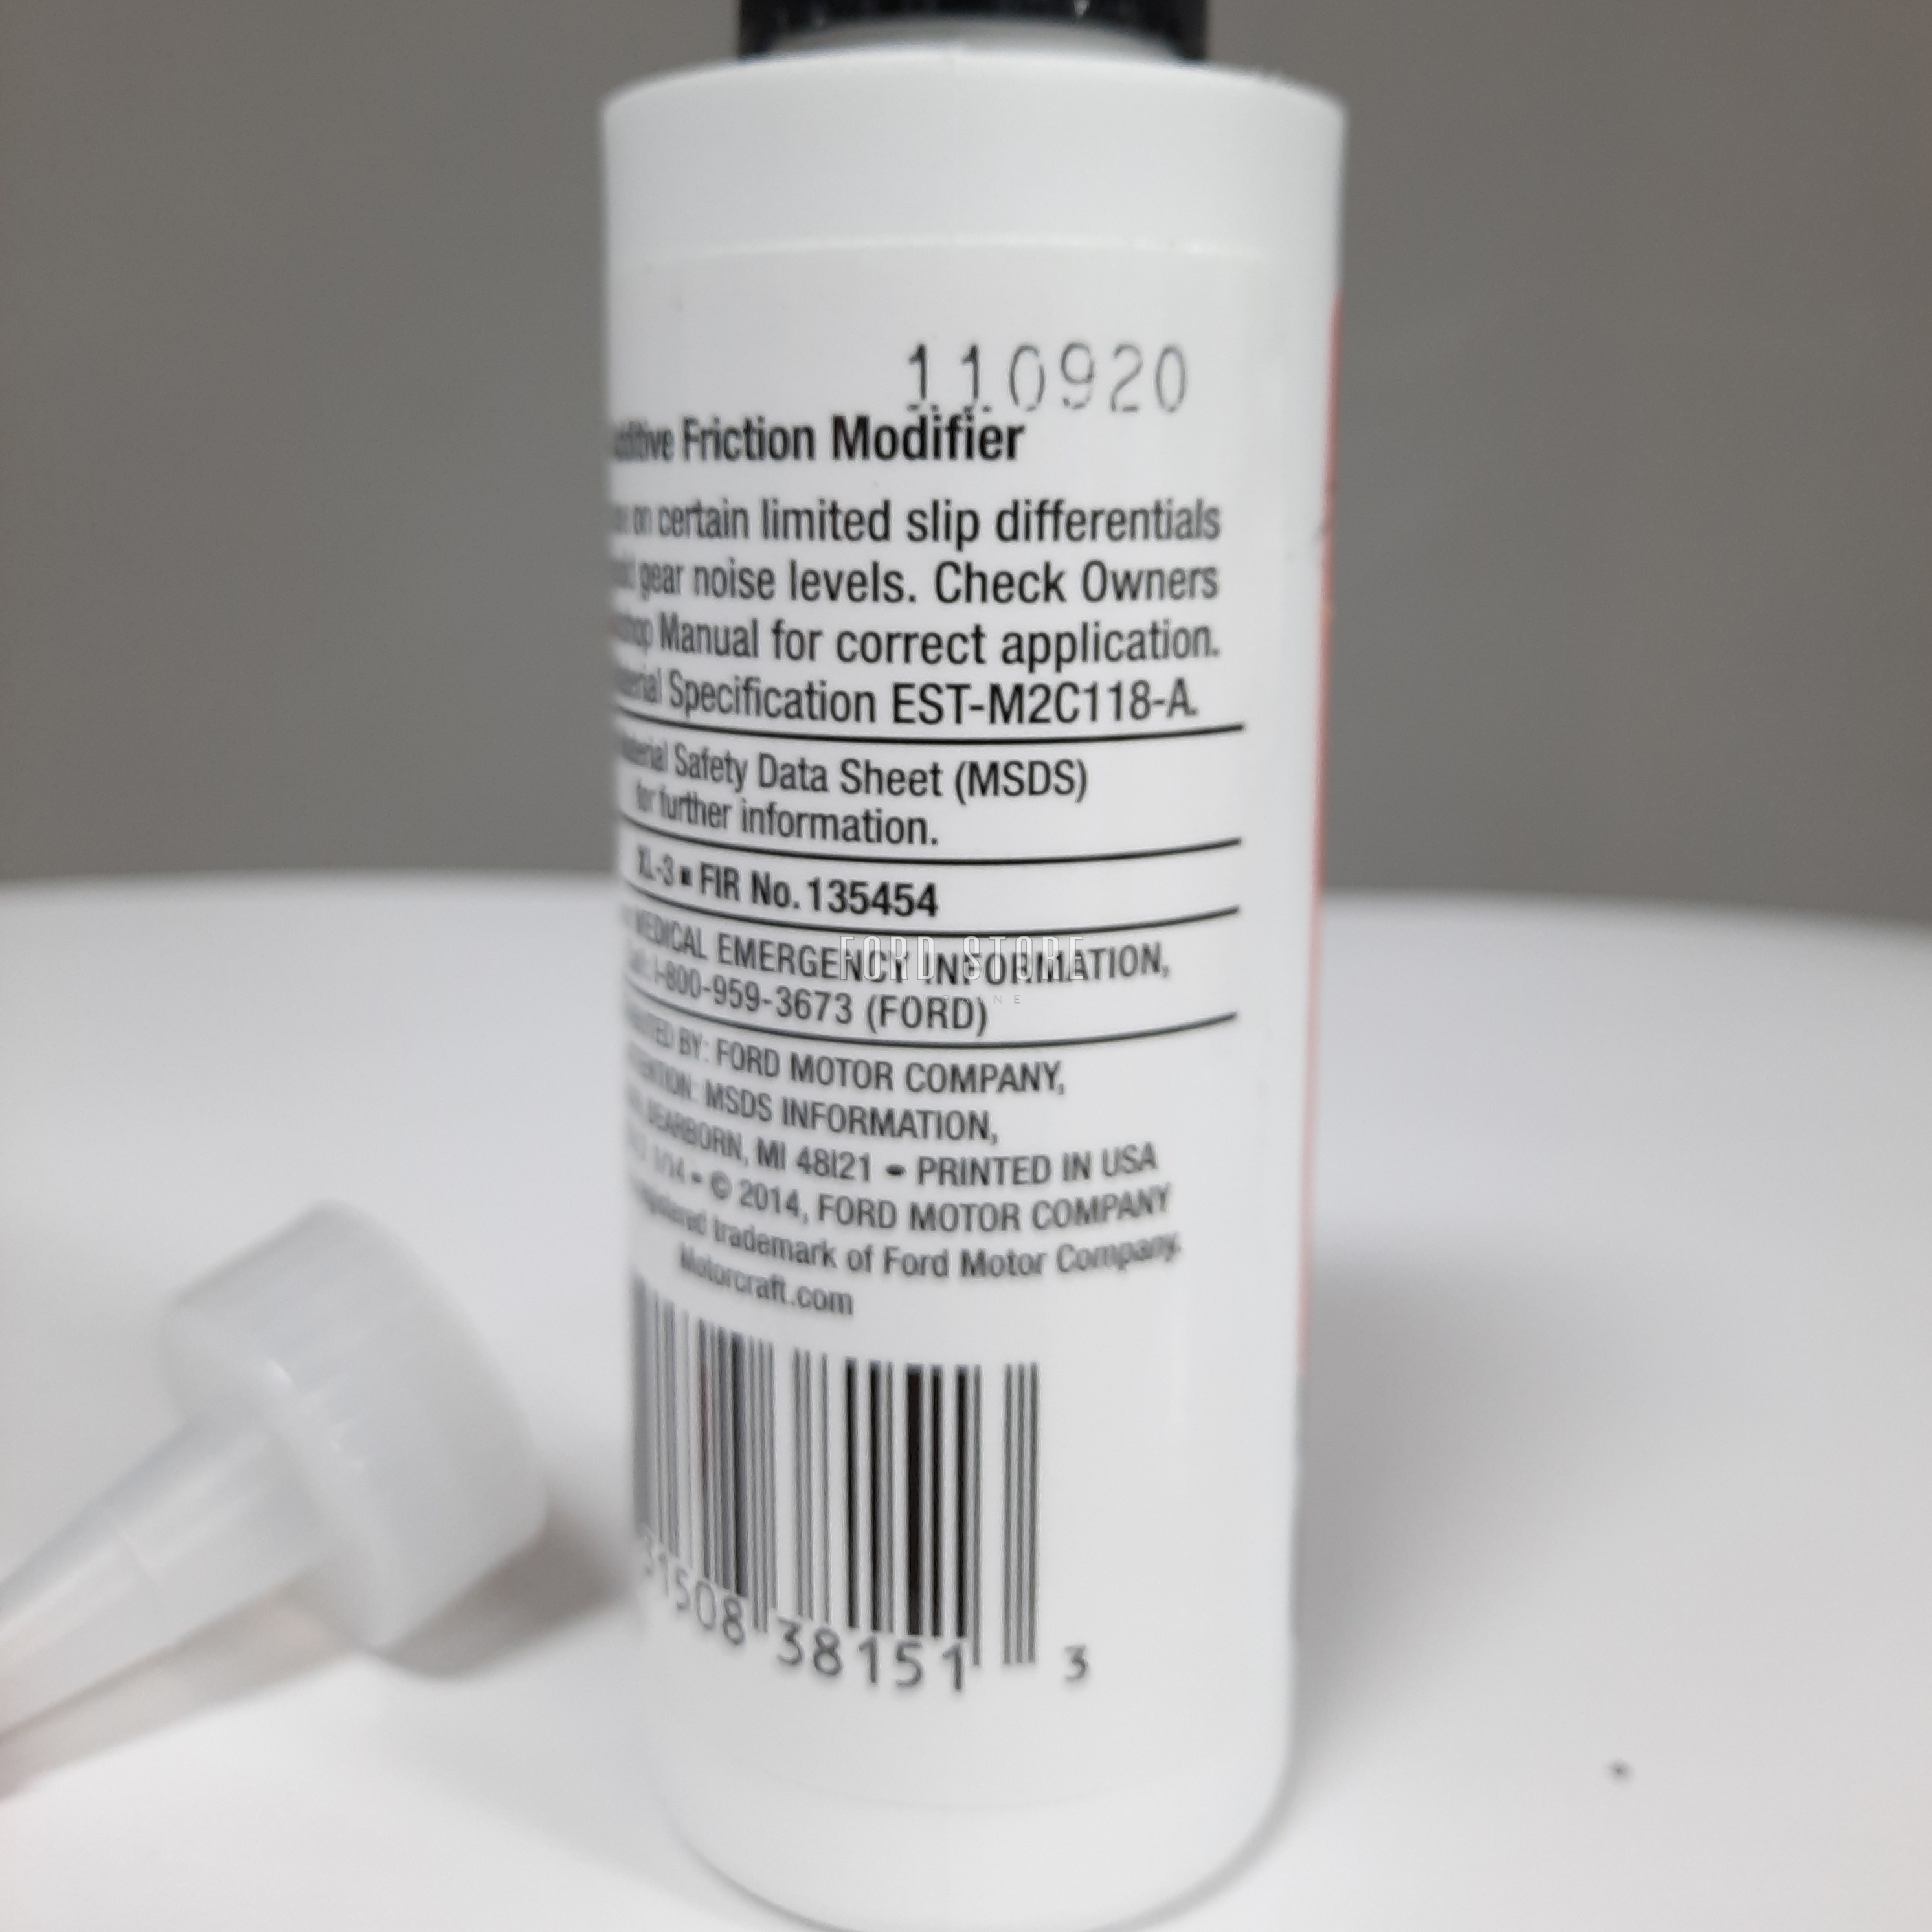 110920
Friction Modifier
on certain limited slip differentials
gear noise levels. Check Owners
Manual for correct application.
Specification EST-M2C118-A.
Safety Data Sheet (MSDS)
for further information.
XL-3 ▪ FIR No. 135454
MEDICAL EMERGENCY INFORMATION,
1-800-959-3673 (FORD)
FORD STORE
BY: FORD MOTOR COMPANY,
MSDS INFORMATION,
DEARBORN, MI 48121 • PRINTED IN USA
• © 2014, FORD MOTOR COMPANY
registered trademark of Ford Motor Company.
Motorcraft.com
31508 38151 3